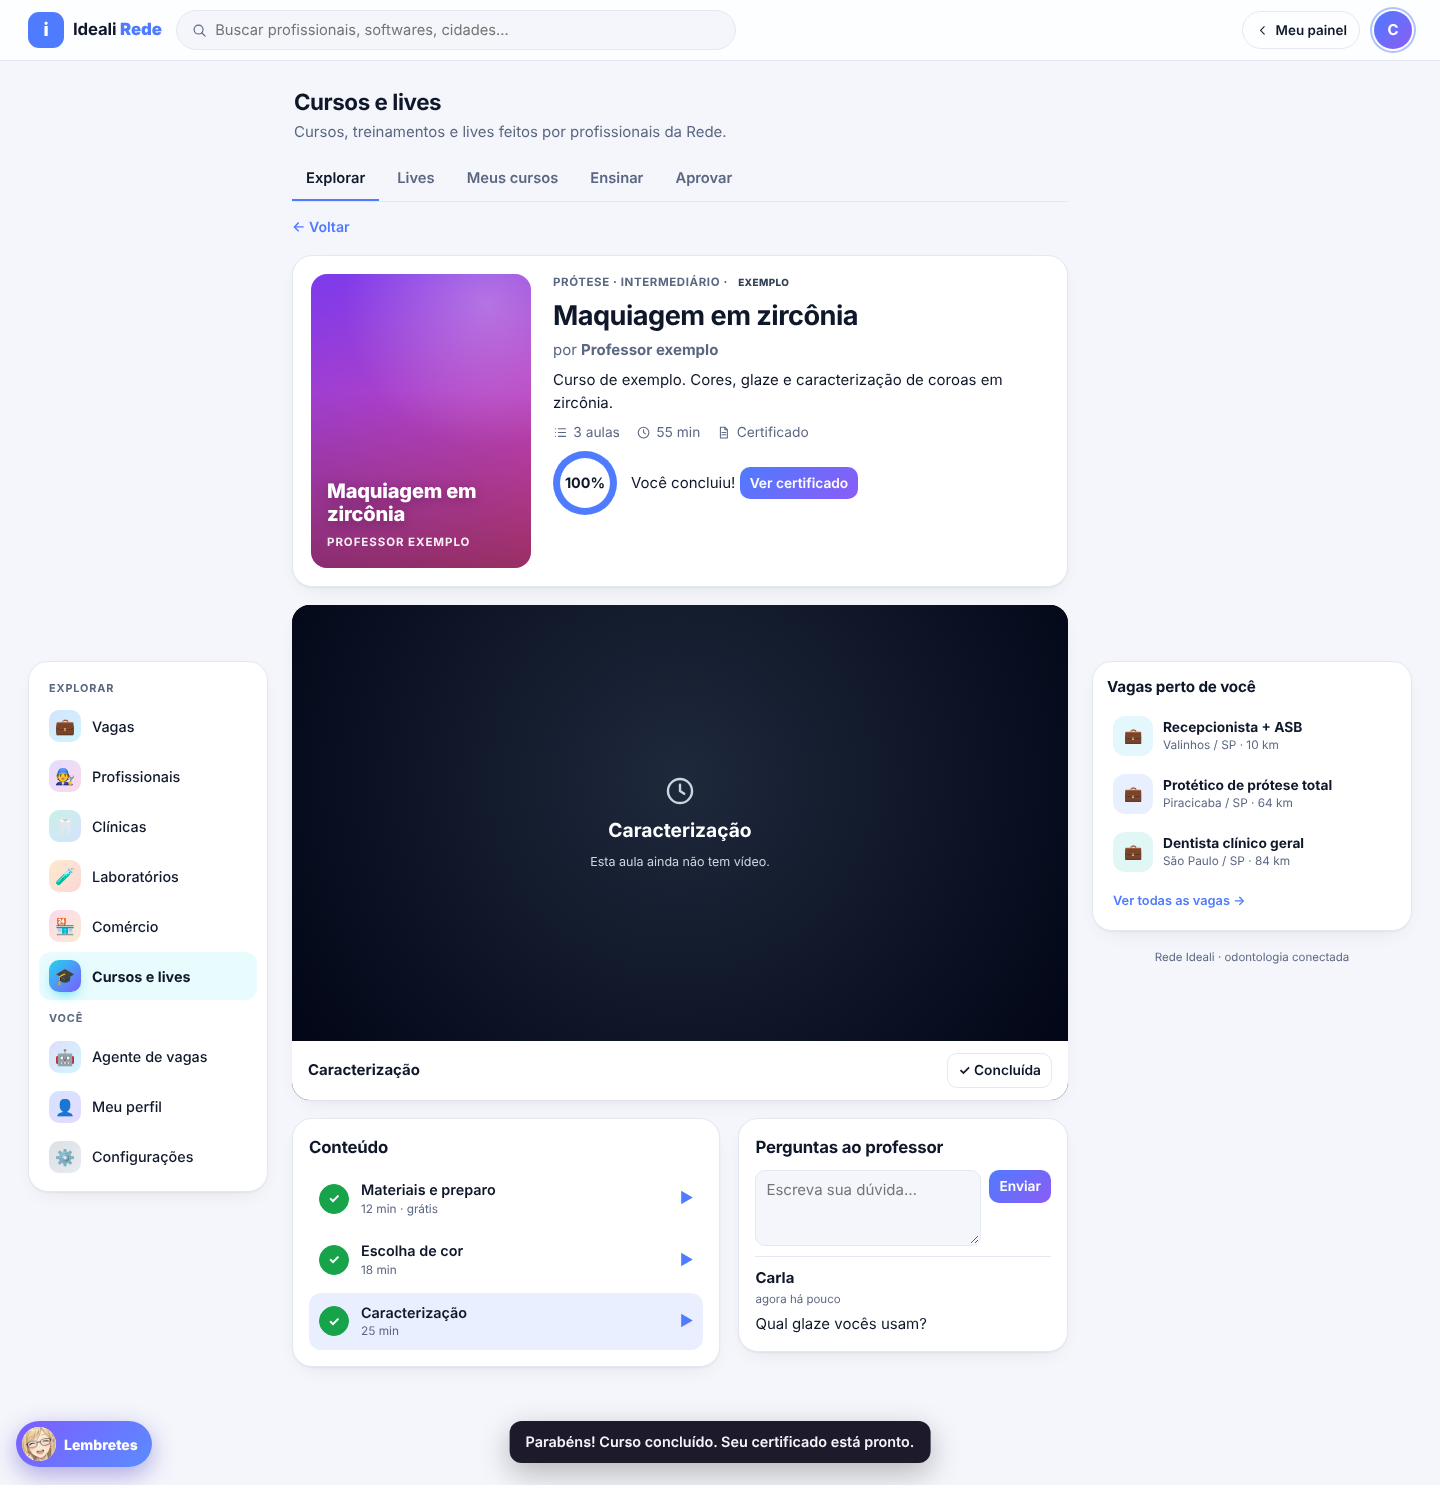 i Ideali Rede
Buscar profissionais, softwares, cidades...
Meu painel
C
Cursos e lives
Cursos, treinamentos e lives feitos por profissionais da Rede.
Explorar Lives Meus cursos Ensinar Aprovar
← Voltar
Maquiagem em
zircônia
PROFESSOR EXEMPLO
PRÓTESE · INTERMEDIÁRIO · EXEMPLO
Maquiagem em zircônia
por Professor exemplo
Curso de exemplo. Cores, glaze e caracterização de coroas em
zircônia.
3 aulas 55 min Certificado
100% Você concluiu! Ver certificado
EXPLORAR
Vagas
Profissionais
Clínicas
Laboratórios
Comércio
Cursos e lives
VOCÊ
Agente de vagas
Meu perfil
Configurações
Caracterização
Esta aula ainda não tem vídeo.
Caracterização
✓ Concluída
Vagas perto de você
Recepcionista + ASB
Valinhos / SP · 10 km
Protético de prótese total
Piracicaba / SP · 64 km
Dentista clínico geral
São Paulo / SP · 84 km
Ver todas as vagas →
Rede Ideali · odontologia conectada
Conteúdo
Materiais e preparo
12 min · grátis
Escolha de cor
18 min
Caracterização
25 min
Perguntas ao professor
Escreva sua dúvida...
Enviar
Carla
agora há pouco
Qual glaze vocês usam?
Lembretes
Parabéns! Curso concluído. Seu certificado está pronto.